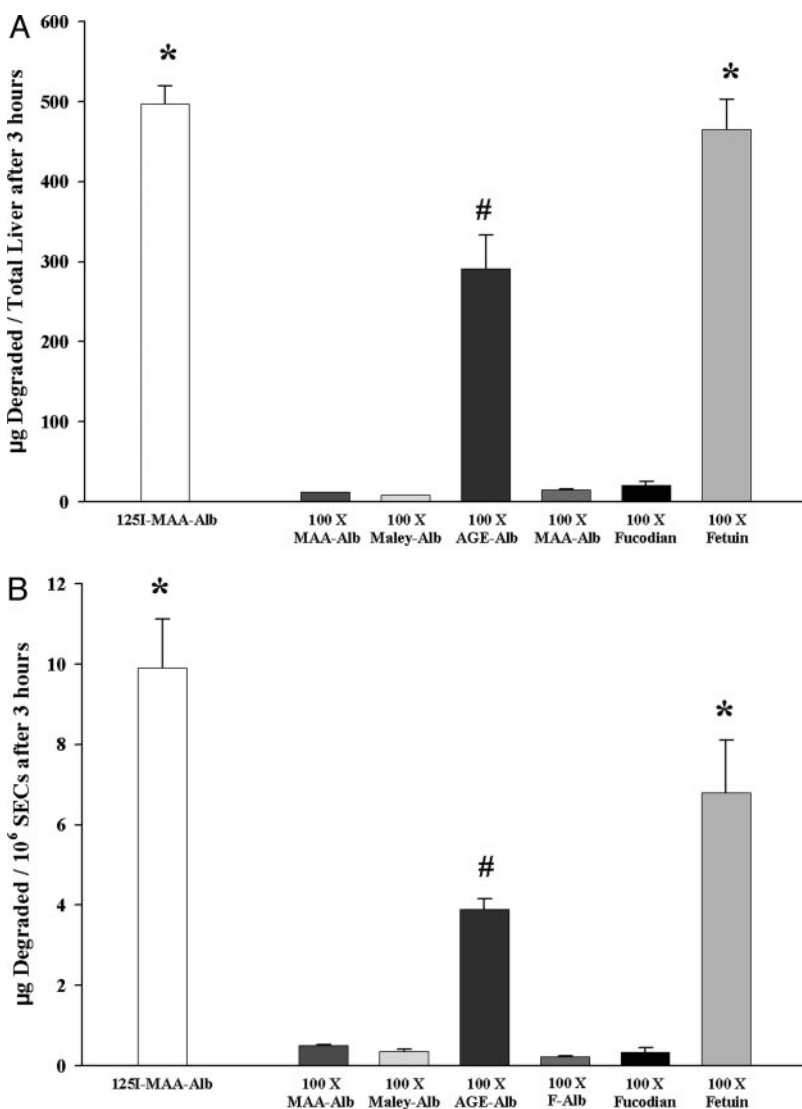 A
µg Degraded / Total Liver after 3 hours
600
500
400
300
200
100
0
*
#
*
125I-MAA-Alb
100 X
MAA-Alb
100 X
Maley-Alb
100 X
AGE-Alb
100 X
MAA-Alb
100 X
Fucodian
100 X
Fetuin
B
µg Degraded / 10⁶ SECs after 3 hours
12
10
8
6
4
2
0
*
#
*
125I-MAA-Alb
100 X
MAA-Alb
100 X
Maley-Alb
100 X
AGE-Alb
100 X
F-Alb
100 X
Fucodian
100 X
Fetuin